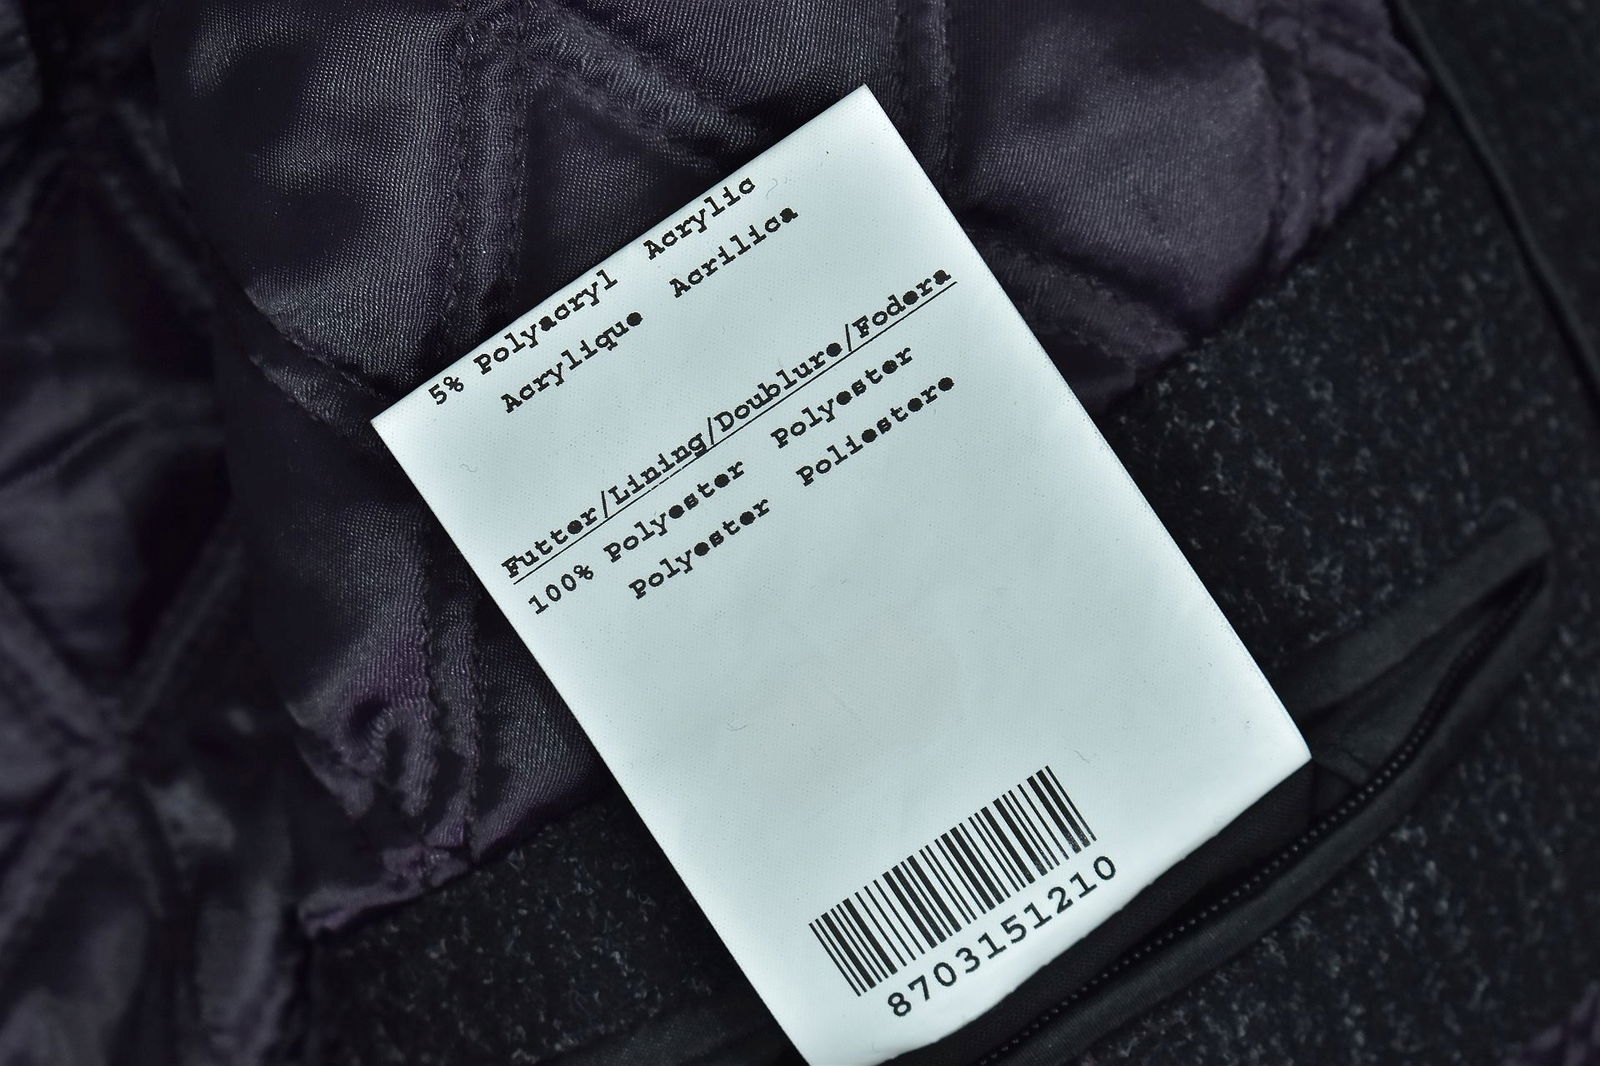 5% Polyacryl Acrylic
Acrylique Acrilica
Futter/Lining/Doublure/Fodera
100% Polyester Polyester
Polyester Poliestere
8703151210